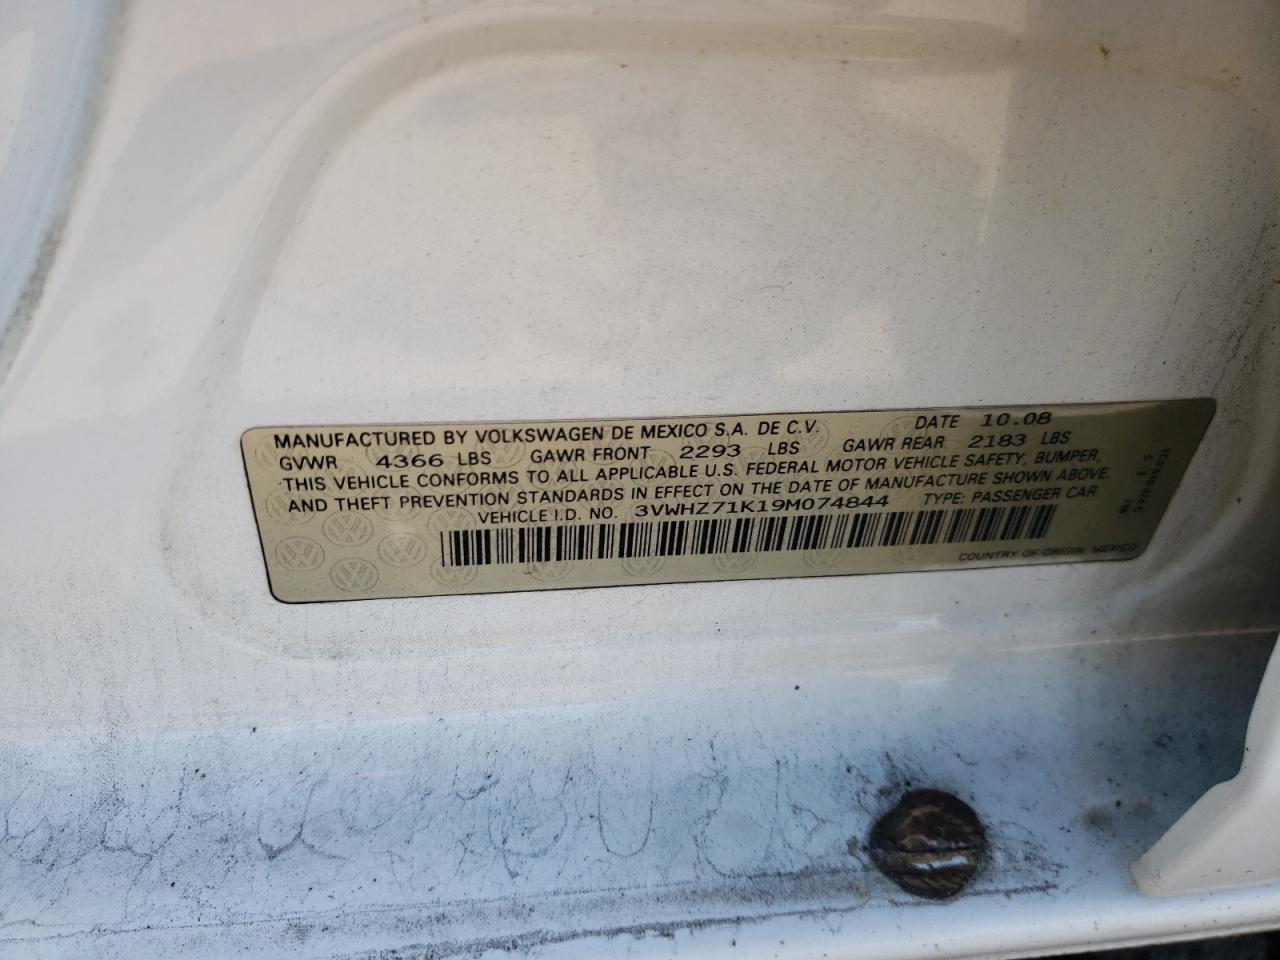 MANUFACTURED BY VOLKSWAGEN DE MEXICO S.A. DE C.V. DATE 10.08
GVWR 4366 LBS GAWR FRONT 2293 LBS GAWR REAR 2183 LBS
THIS VEHICLE CONFORMS TO ALL APPLICABLE U.S. FEDERAL MOTOR VEHICLE SAFETY, BUMPER,
AND THEFT PREVENTION STANDARDS IN EFFECT ON THE DATE OF MANUFACTURE SHOWN ABOVE.
VEHICLE I.D. NO. 3VWHZ71K19M074844 TYPE: PASSENGER CAR
COUNTRY OF ORIGIN: MEXICO